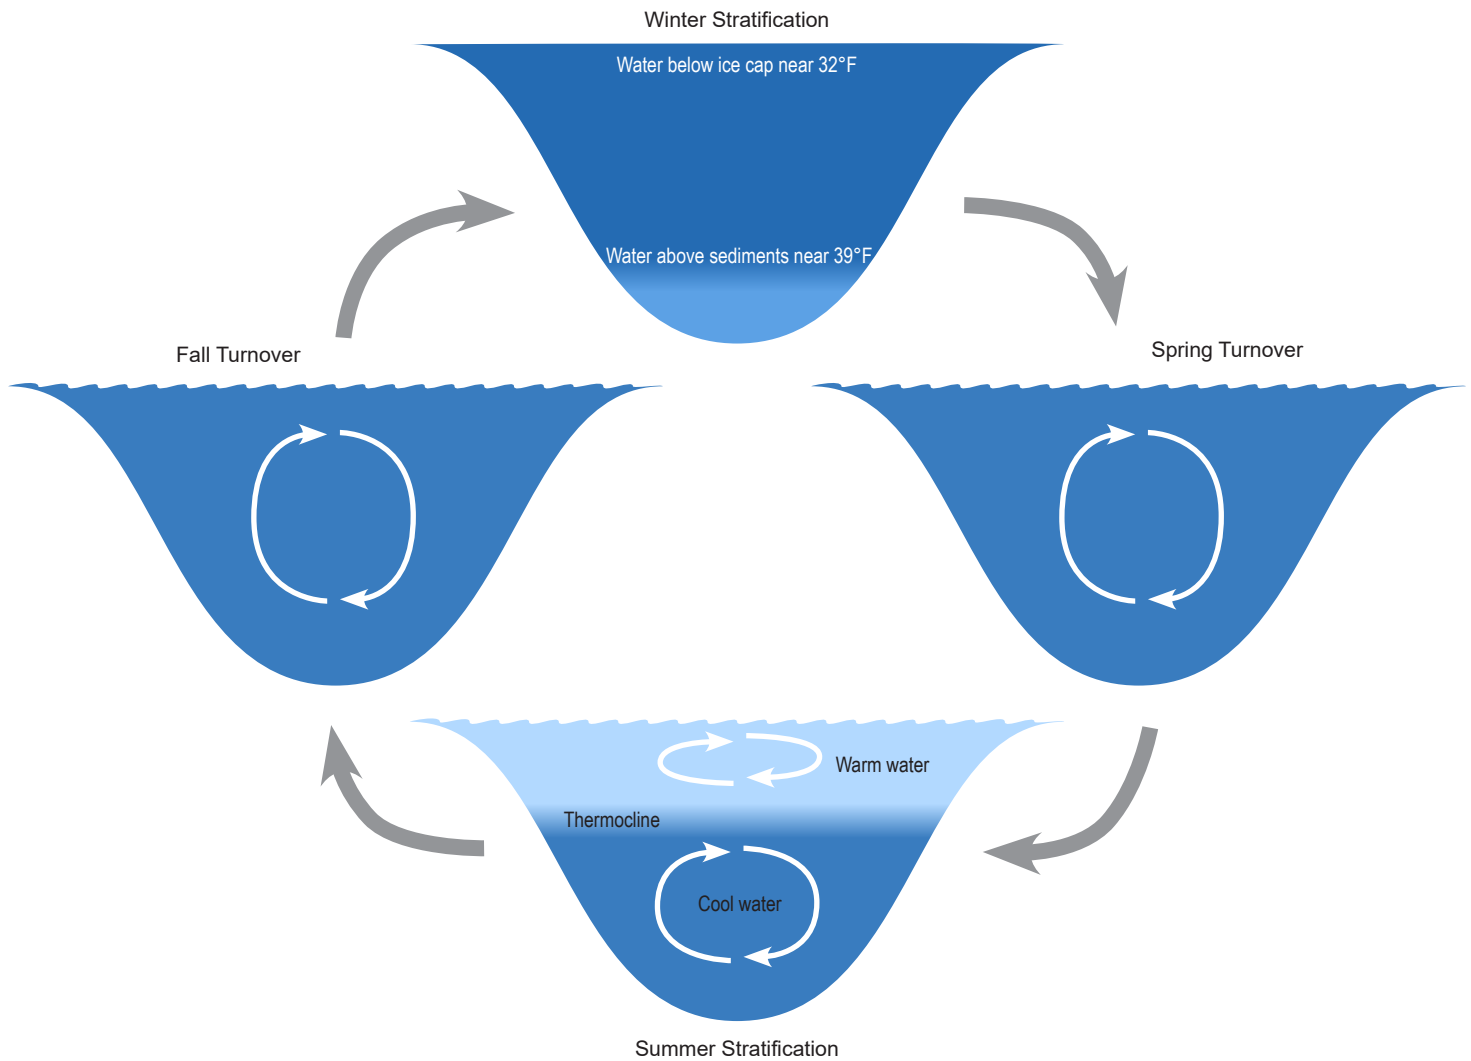 Winter Stratification
Water below ice cap near 32°F
Water above sediments near 39°F
Fall Turnover
Spring Turnover
Warm water
Thermocline
Cool water
Summer Stratification